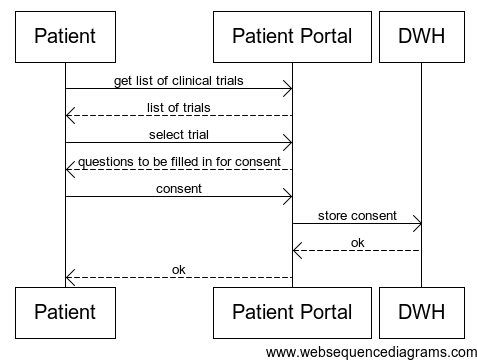 Patient
Patient Portal
DWH
get list of clinical trials
list of trials
select trial
questions to be filled in for consent
consent
store consent
ok
ok
Patient
Patient Portal
DWH
www.websequencediagrams.com